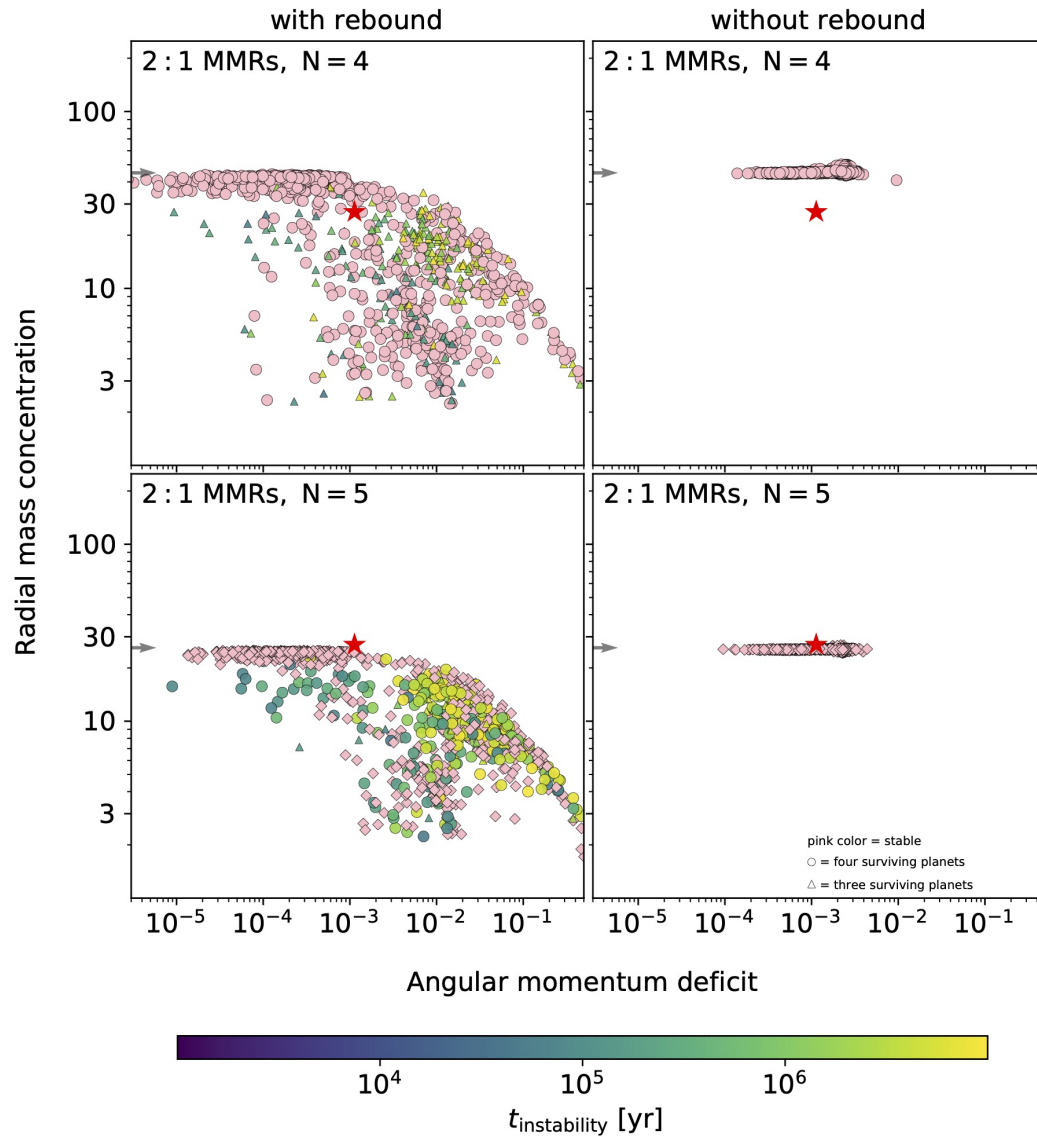 with rebound
without rebound
2 : 1 MMRs, N = 4
2 : 1 MMRs, N = 4
100
30
10
3
Radial mass concentration
2 : 1 MMRs, N = 5
2 : 1 MMRs, N = 5
100
30
10
3
pink color = stable
○ = four surviving planets
△ = three surviving planets
10⁻⁵ 10⁻⁴ 10⁻³ 10⁻² 10⁻¹
10⁻⁵ 10⁻⁴ 10⁻³ 10⁻² 10⁻¹
Angular momentum deficit
10⁴ 10⁵ 10⁶
t_instability [yr]